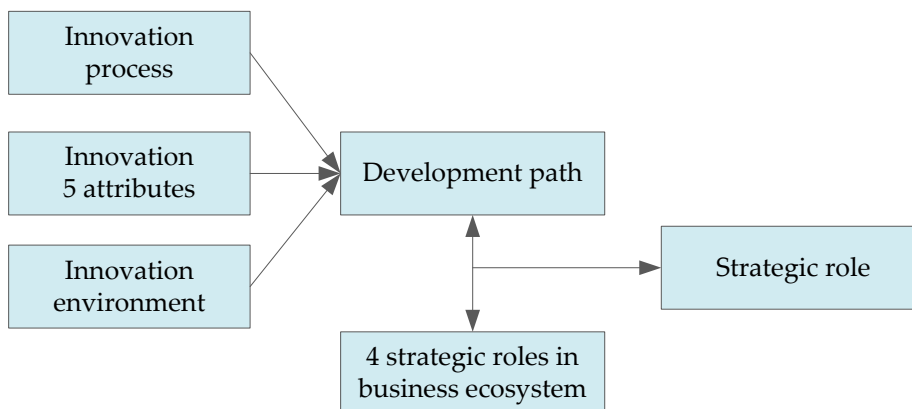 Innovation
process
Innovation
5 attributes
Innovation
environment
Development path
4 strategic roles in
business ecosystem
Strategic role